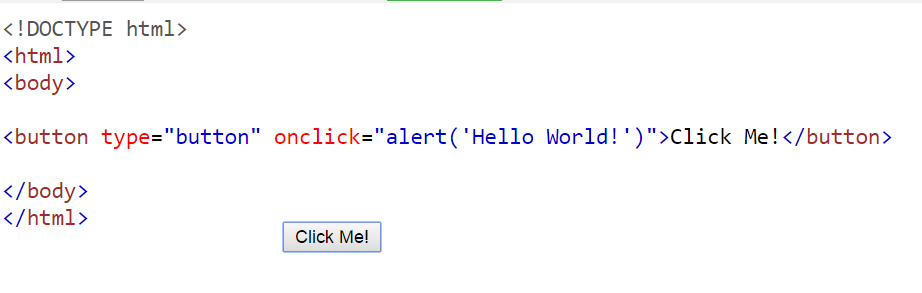 <!DOCTYPE html>
<html>
<body>
<button type="button" onclick="alert('Hello World!')">Click Me!</button>
</body>
</html>
Click Me!